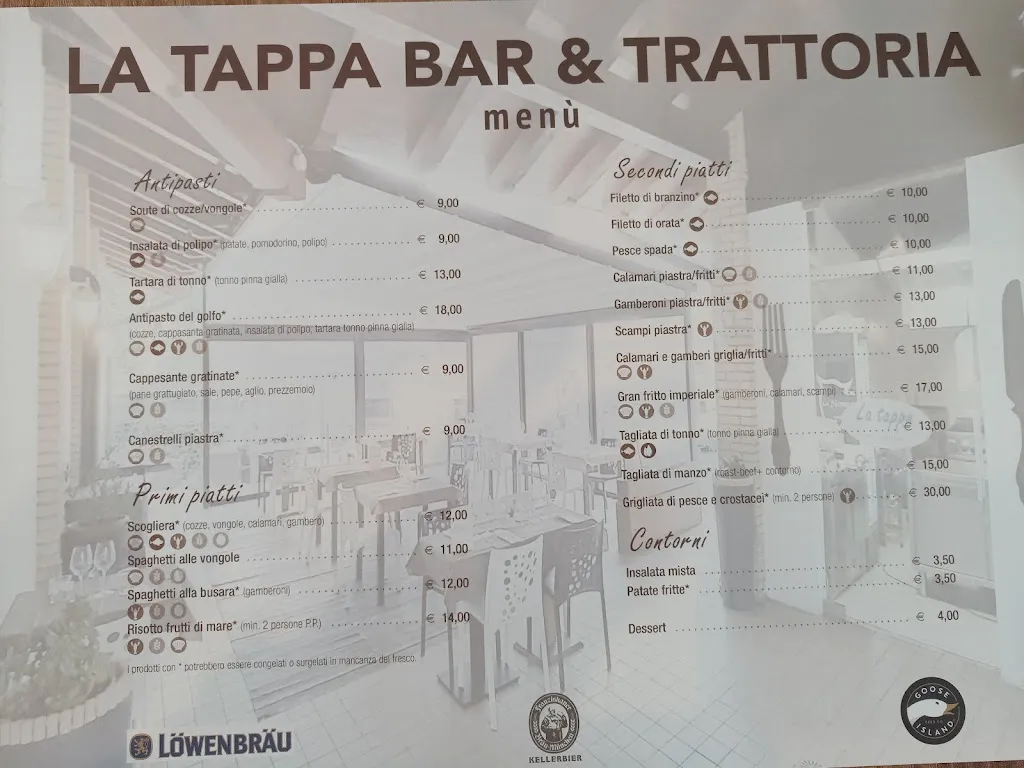 LA TAPPA BAR & TRATTORIA
menù
Antipasti
Soute di cozze/vongole* € 9,00
Insalata di polipo* (patate, pomodorino, polipo) € 9,00
Tartara di tonno* (tonno pinna gialla) € 13,00
Antipasto del golfo* € 18,00
(cozze, cappasanta gratinata, insalata di polipo, tartara tonno pinna gialla)
Cappesante gratinate* € 9,00
(pane grattugiato, sale, pepe, aglio, prezzemolo)
Canestrelli piastra* € 9,00
Primi piatti
Scogliera* (cozze, vongole, calamari, gambero) € 12,00
Spaghetti alle vongole € 11,00
Spaghetti alla busara* (gamberoni) € 12,00
Risotto frutti di mare* (min. 2 persone P.P.) € 14,00
I prodotti con * potrebbero essere congelati o surgelati in mancanza del fresco.
Secondi piatti
Filetto di branzino* € 10,00
Filetto di orata* € 10,00
Pesce spada* € 10,00
Calamari piastra/fritti* € 11,00
Gamberoni piastra/fritti* € 13,00
Scampi piastra* € 13,00
Calamari e gamberi griglia/fritti* € 15,00
Gran fritto imperiale* (gamberoni, calamari, scampi) € 17,00
Tagliata di tonno* (tonno pinna gialla) € 13,00
Tagliata di manzo* (roast-beef+ contorno) € 15,00
Grigliata di pesce e crostacei* (min. 2 persone) € 30,00
Contorni
Insalata mista € 3,50
Patate fritte* € 3,50
Dessert € 4,00
La tappa
LÖWENBRÄU
Franziskaner
KELLERBIER
GOOSE
ISLAND